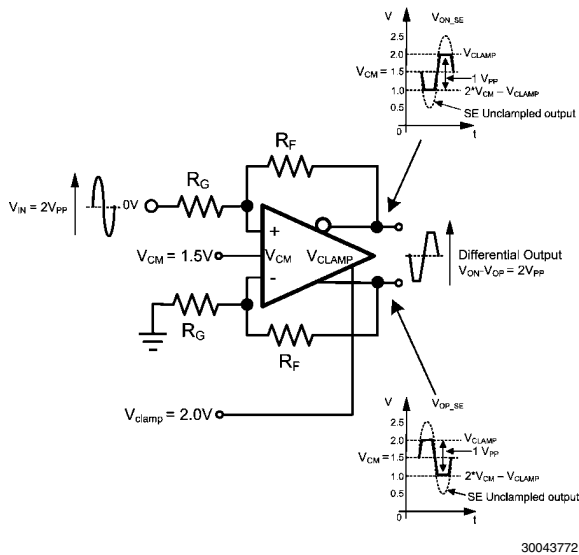 V
V_ON_SE
2.5
2.0
V_CLAMP
V_CM = 1.5
1 V_PP
1.0
2*V_CM – V_CLAMP
0.5
SE Unclampled output
0
t
R_F
R_G
V_IN = 2V_PP
0V
+
V_CM = 1.5V
V_CM
V_CLAMP
-
Differential Output
V_ON-V_OP = 2V_PP
R_G
R_F
V_clamp = 2.0V
V
V_OP_SE
2.5
2.0
V_CLAMP
1 V_PP
V_CM = 1.5
1.0
2*V_CM – V_CLAMP
0.5
SE Unclampled output
0
t
30043772